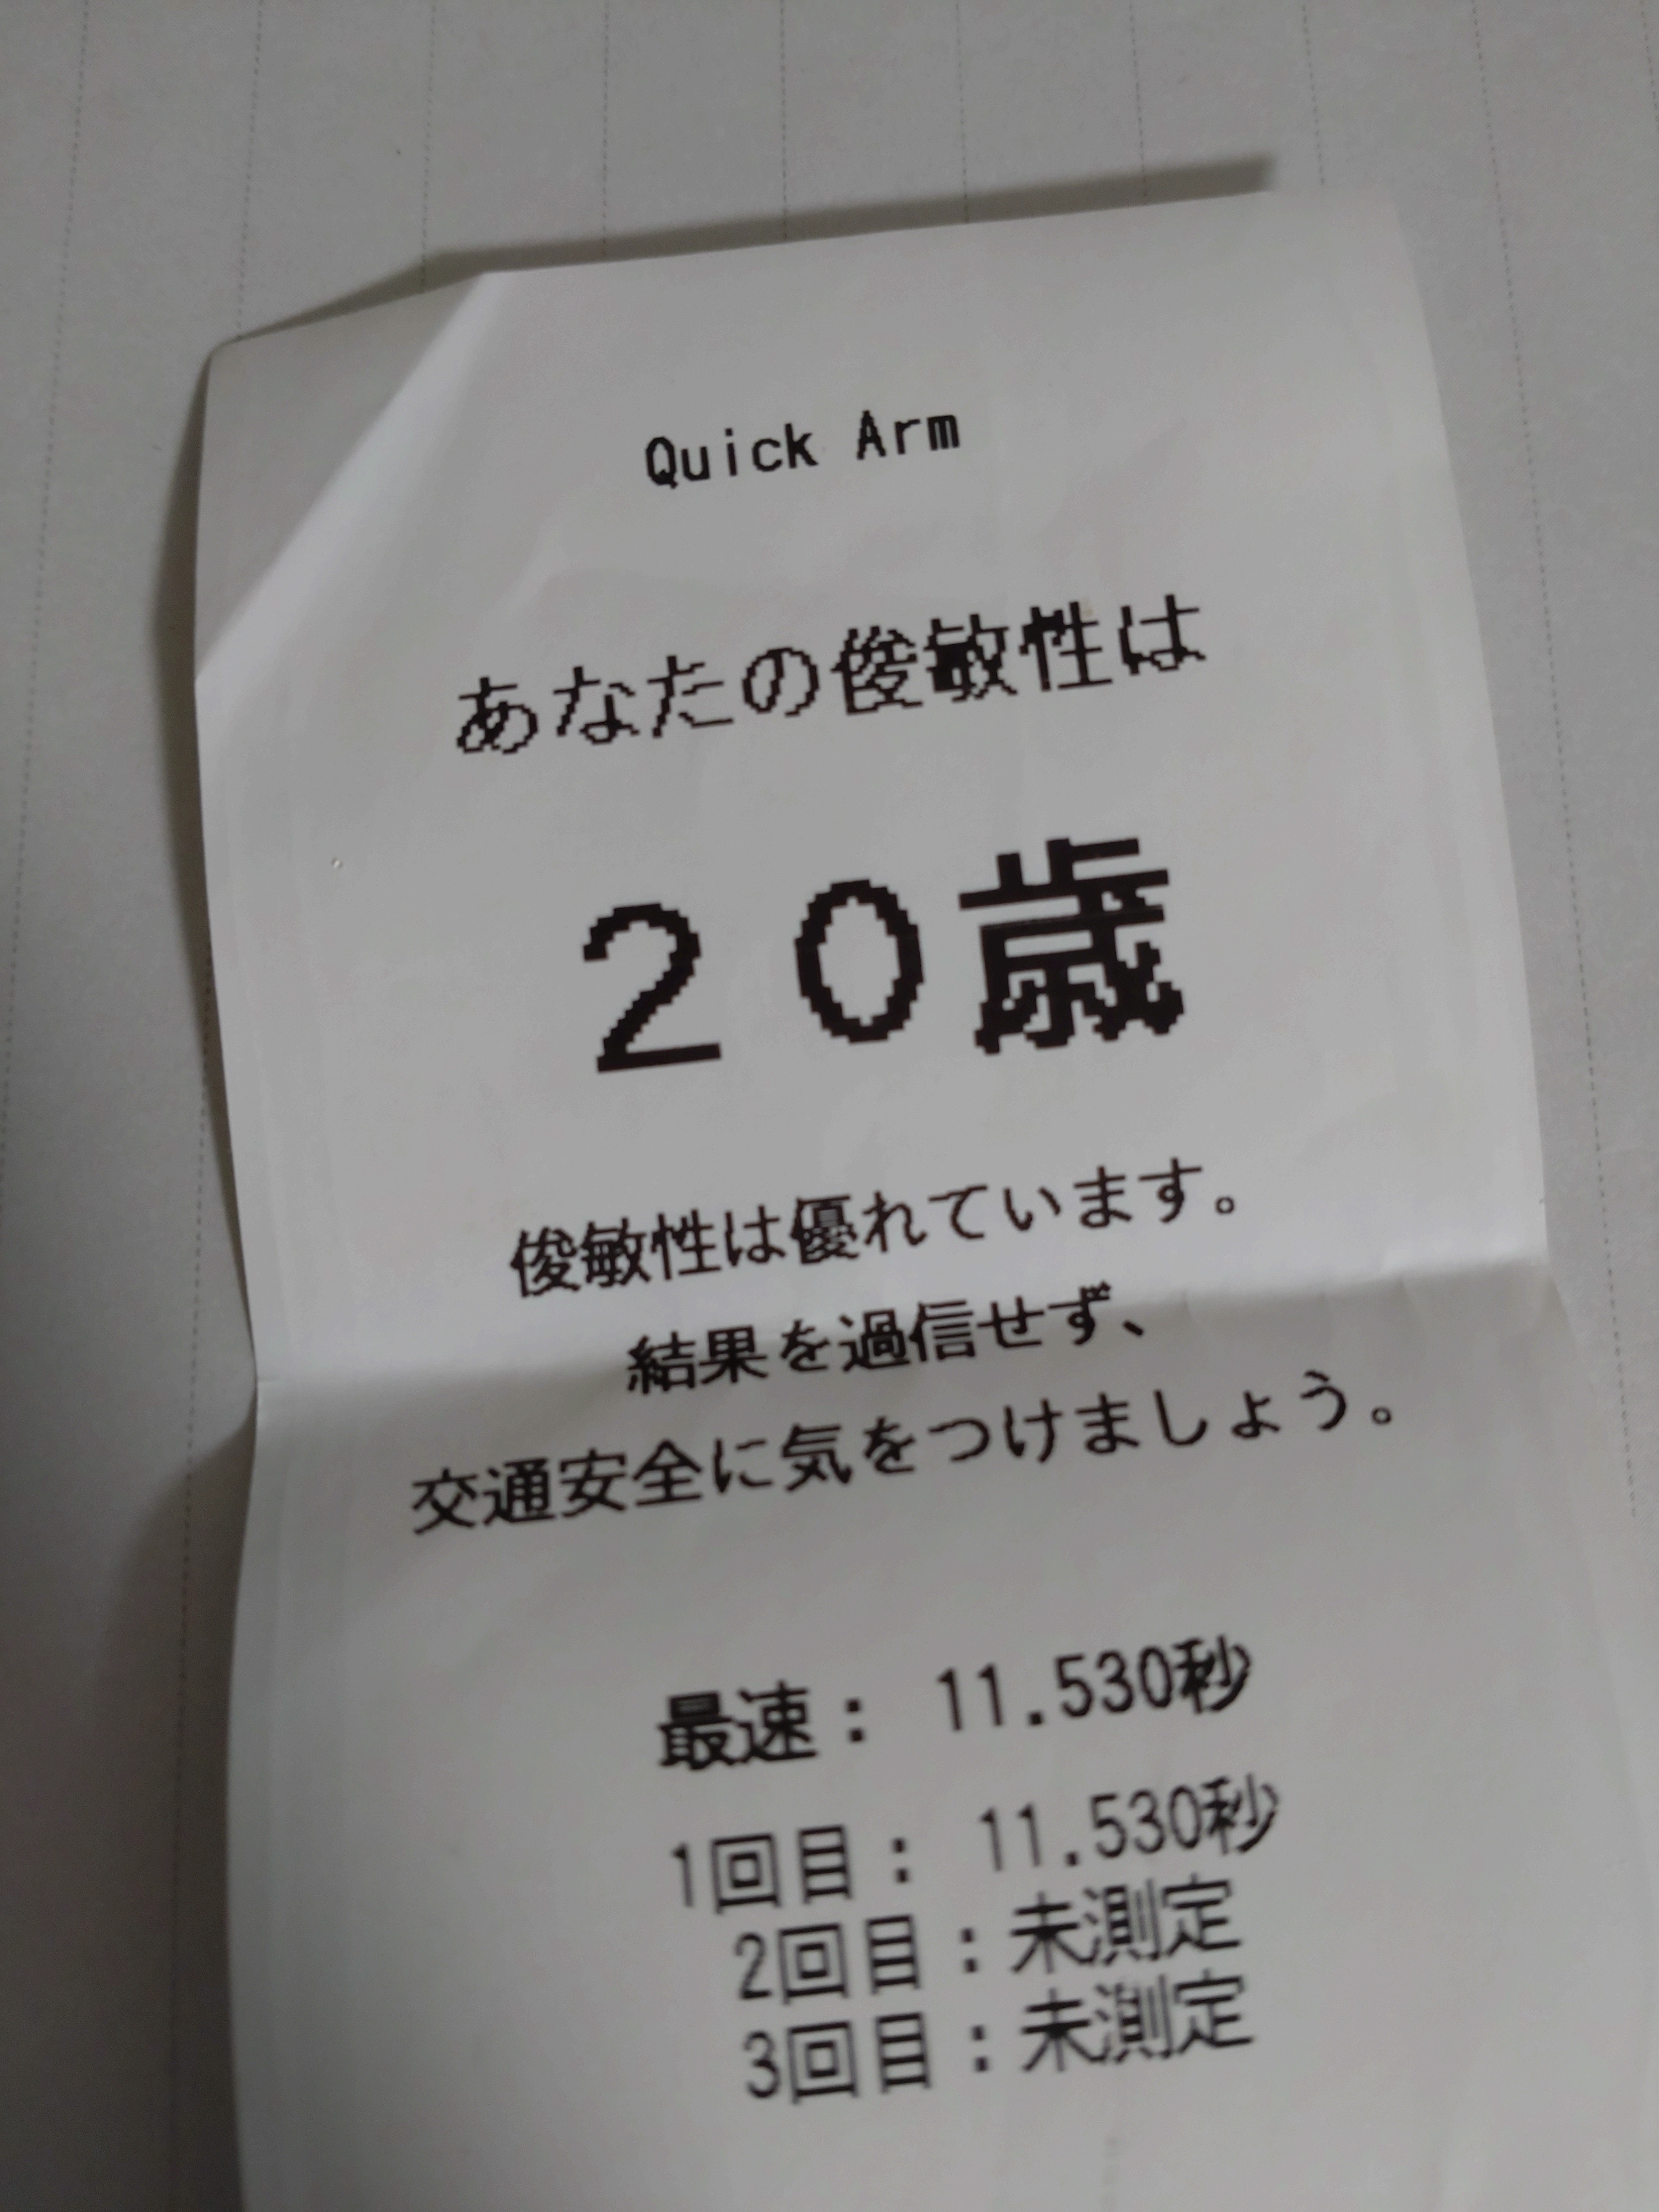 Quick Arm
あなたの俊敏性は
20歳
俊敏性は優れています。
結果を過信せず、
交通安全に気をつけましょう。
最速： 11.530秒
1回目： 11.530秒
2回目：未測定
3回目：未測定